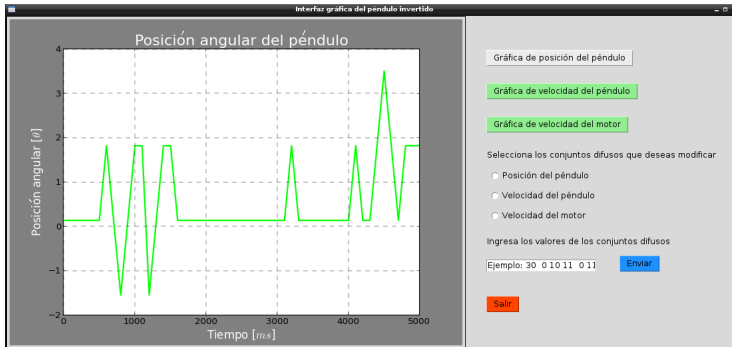 Interfaz grafica del péndulo invertido
Posición angular del péndulo
Posición angular [θ]
4
3
2
1
0
−1
−2
0
1000
2000
3000
4000
5000
Tiempo [ms]
Gráfica de posición del péndulo
Gráfica de velocidad del péndulo
Gráfica de velocidad del motor
Selecciona los conjuntos difusos que deseas modificar
Posición del péndulo
Velocidad del péndulo
Velocidad del motor
Ingresa los valores de los conjuntos difusos
Ejemplo: 30 0 10 11 0 11
Enviar
Salir